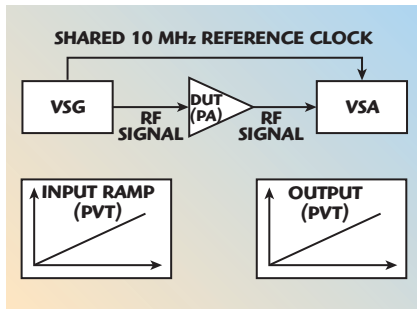 SHARED 10 MHz REFERENCE CLOCK
VSG
DUT
(PA)
VSA
RF
SIGNAL
RF
SIGNAL
INPUT RAMP
(PVT)
OUTPUT
(PVT)